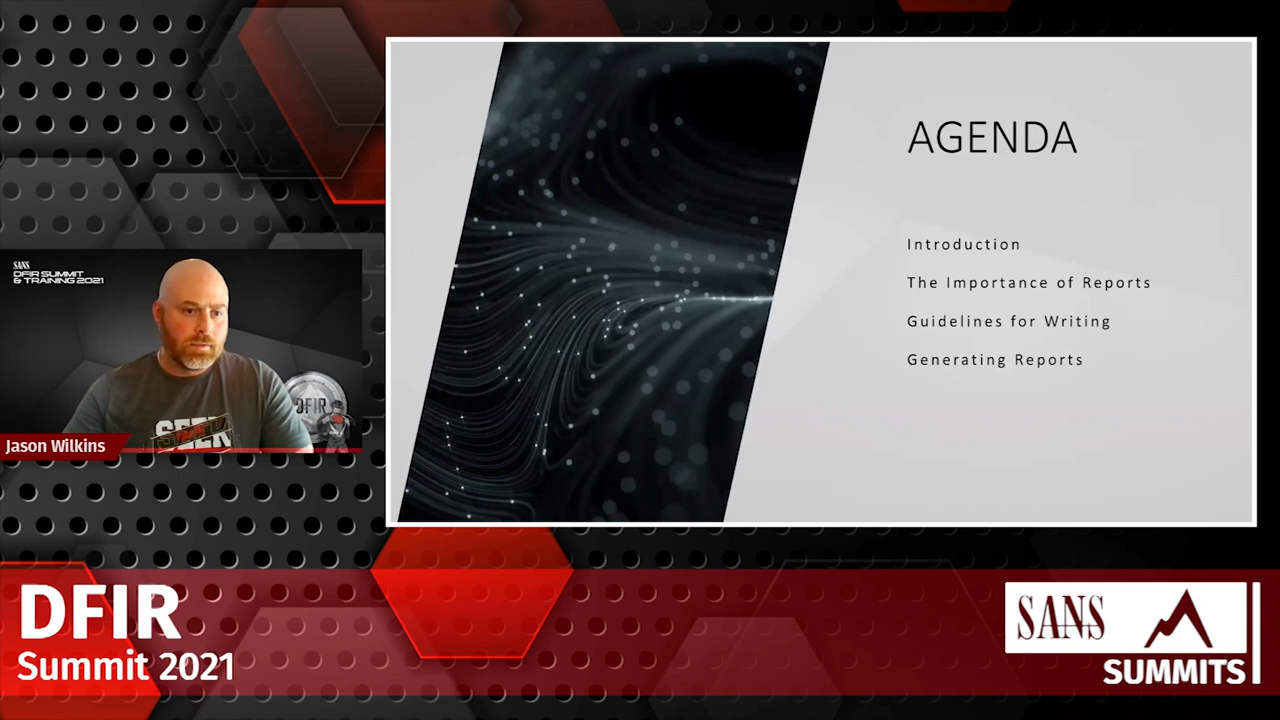 AGENDA
Introduction
The Importance of Reports
Guidelines for Writing
Generating Reports
SANS
DFIR SUMMIT
& TRAINING 2021
DFIR
SEEK
Jason Wilkins
DFIR
Summit 2021
SANS
SUMMITS